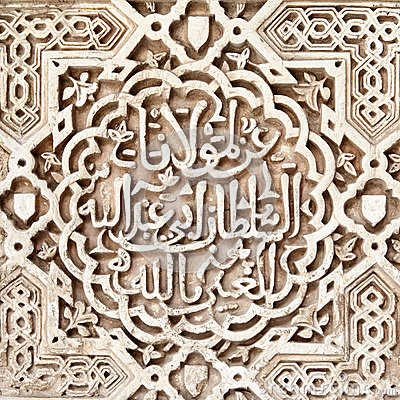 عز لمولانا
السلطان ابي عبد الله
الغني بالله